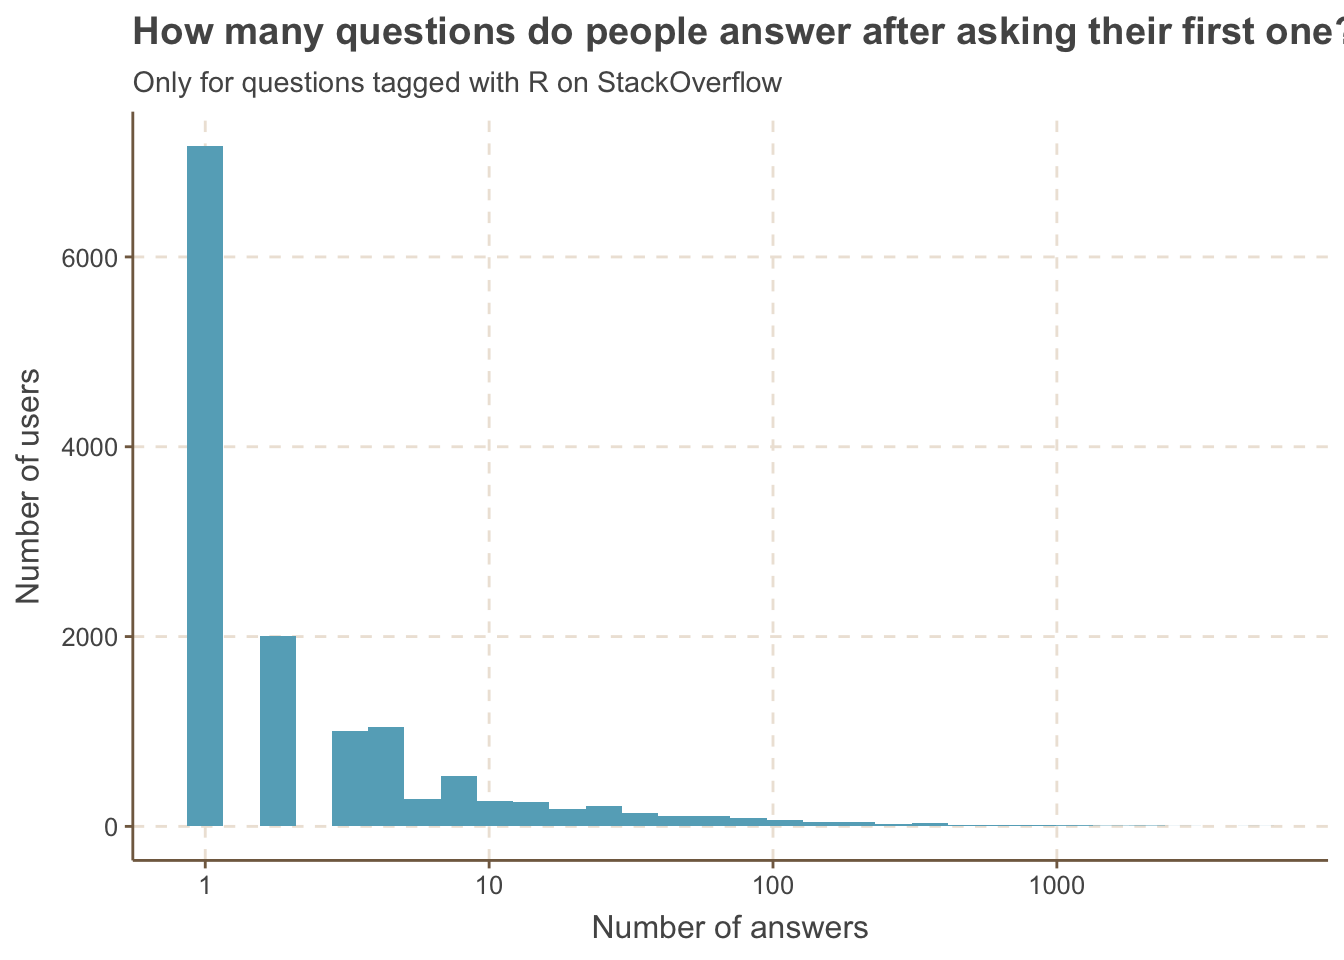 How many questions do people answer after asking their first one?
Only for questions tagged with R on StackOverflow
Number of users
6000
4000
2000
0
1 10 100 1000
Number of answers